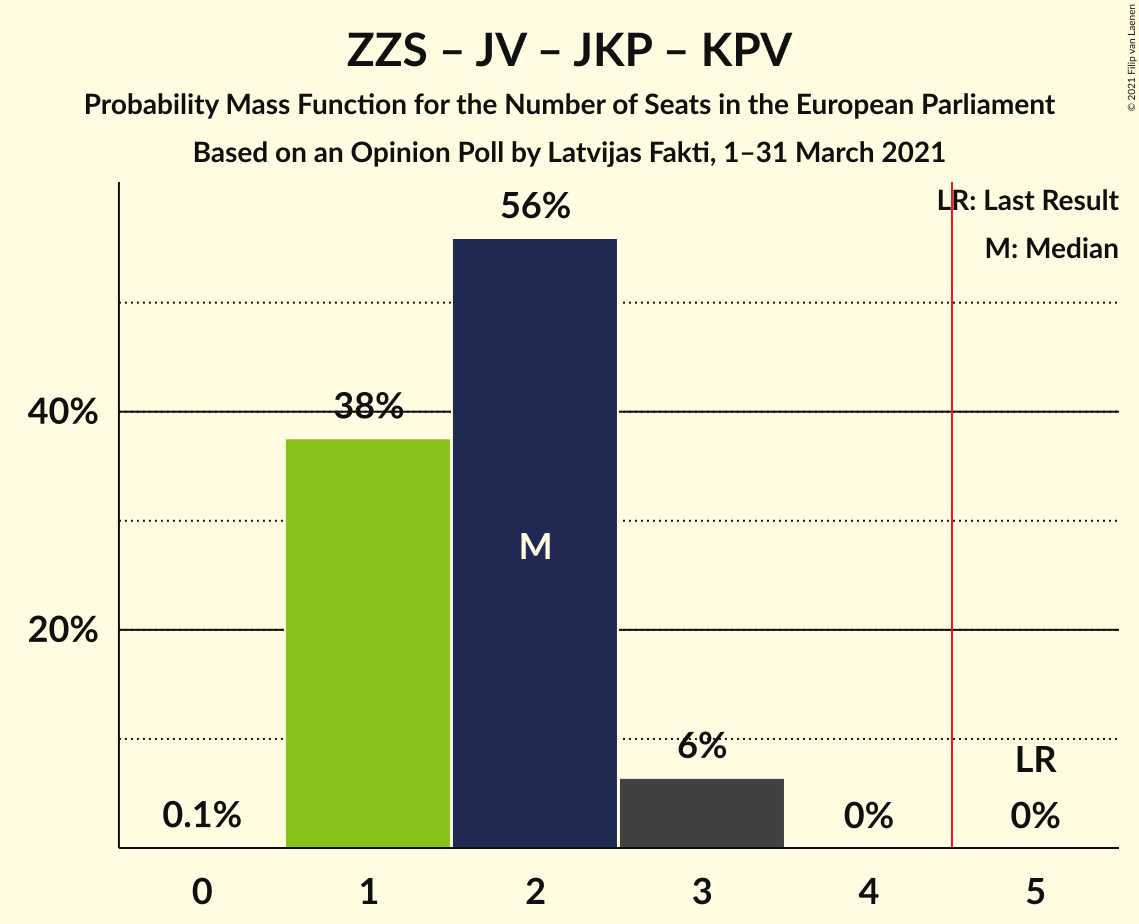 ZZS – JV – JKP – KPV
Probability Mass Function for the Number of Seats in the European Parliament
Based on an Opinion Poll by Latvijas Fakti, 1–31 March 2021
© 2021 Filip van Laenen
LR: Last Result
M: Median
56%
40%
38%
M
20%
6%
LR
0.1%
0%
0%
0
1
2
3
4
5